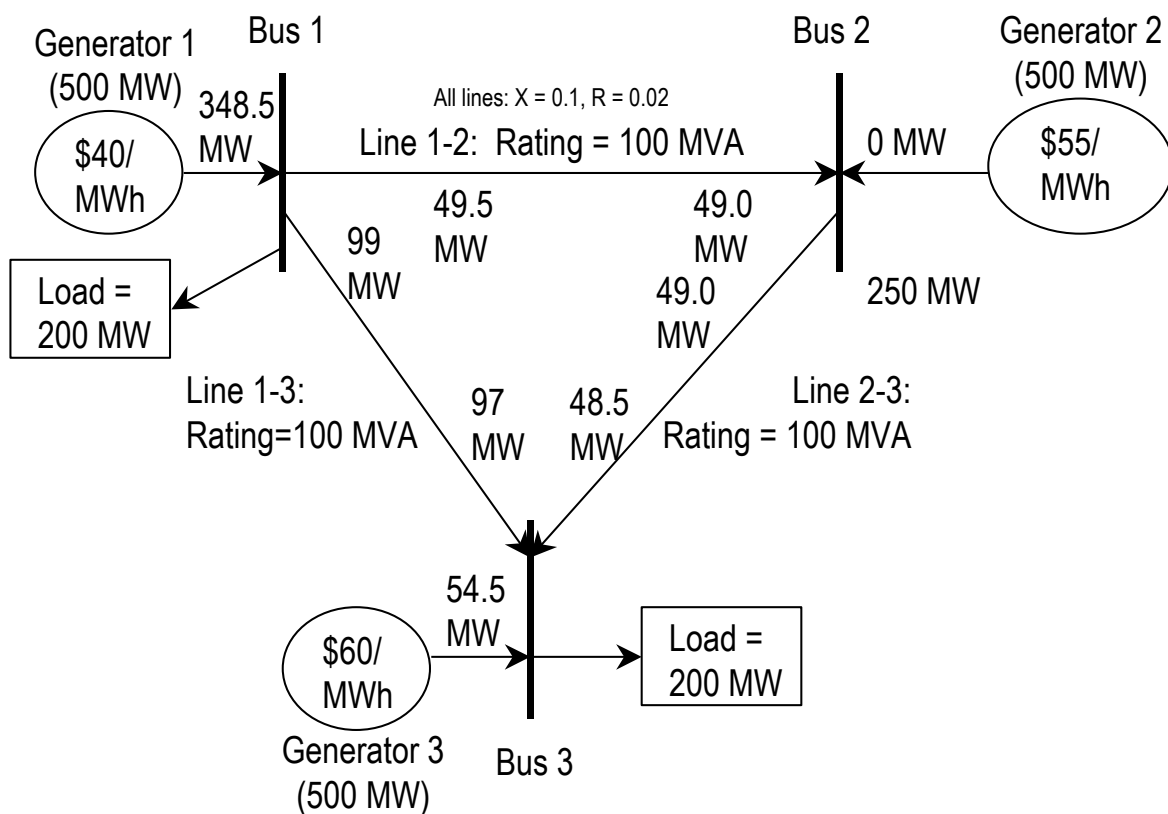 Generator 1
(500 MW)
$40/
MWh
348.5
MW
Bus 1
All lines: X = 0.1, R = 0.02
Line 1-2: Rating = 100 MVA
Bus 2
Generator 2
(500 MW)
0 MW
$55/
MWh
49.5
MW
49.0
MW
99
MW
49.0
MW
250 MW
Load =
200 MW
Line 1-3:
Rating=100 MVA
97
MW
48.5
MW
Line 2-3:
Rating = 100 MVA
54.5
MW
$60/
MWh
Load =
200 MW
Generator 3
(500 MW)
Bus 3